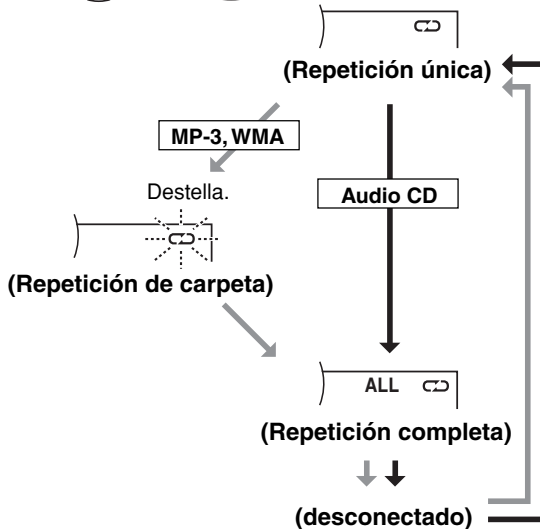 (Repetición única)
MP-3, WMA
Audio CD
Destella.
(Repetición de carpeta)
ALL
(Repetición completa)
(desconectado)